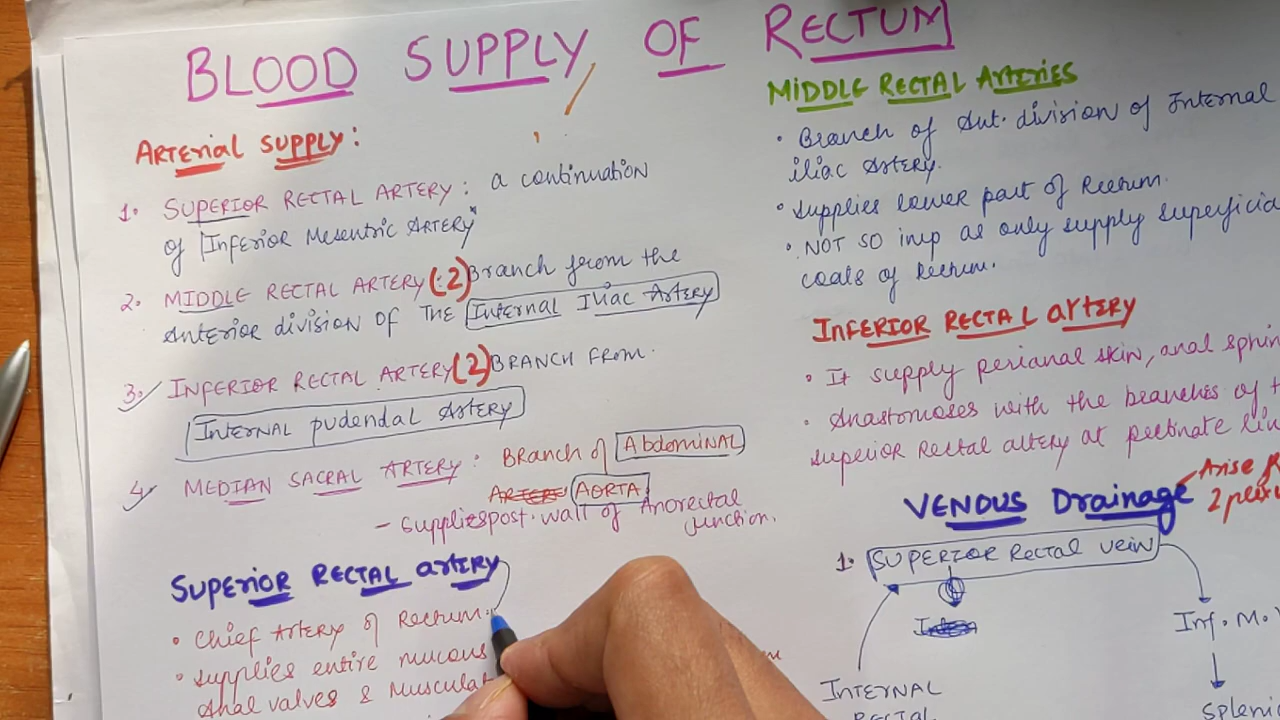 BLOOD SUPPLY OF RECTUM
ARTErial SUPPLY:
1. SUPERIOR RECTAL ARTERY: a continuation
of INFERIOR MESENTRIC ARTERY
2. MIDDLE RECTAL ARTERY (2) Branch from the
Anterior division OF THE INTERNAL ILiac Artery
3. INFERIOR RECTAL ARTERY (2) BRANCH FROM
INTERNAL pudendal Artery
4. MEDIAN SACRAL ARTERY: Branch of Abdominal
AORTA
- Supplies post. wall of Anorectal
junction.
SUPERIOR RECTAL artERY
• Chief Artery of Rectum.
• Supplies entire mucous
Anal valves &
MIDDLE RECTAL ArtERIES
• Branch of Ant. division of Internal
iliac Artery.
• Supplies lower part of Rectum.
• NOT SO imp as only supply
coats of Rectum.
INFERIOR RECTAL artERY
• It supply perianal skin, anal
• Anastomoses with the branches of
superior Rectal artery at pectinate
VENOUS Drainage
Arise
2
1. SUPERIOR Rectal vein
Inf. M.
INTERNAL
RECTAL